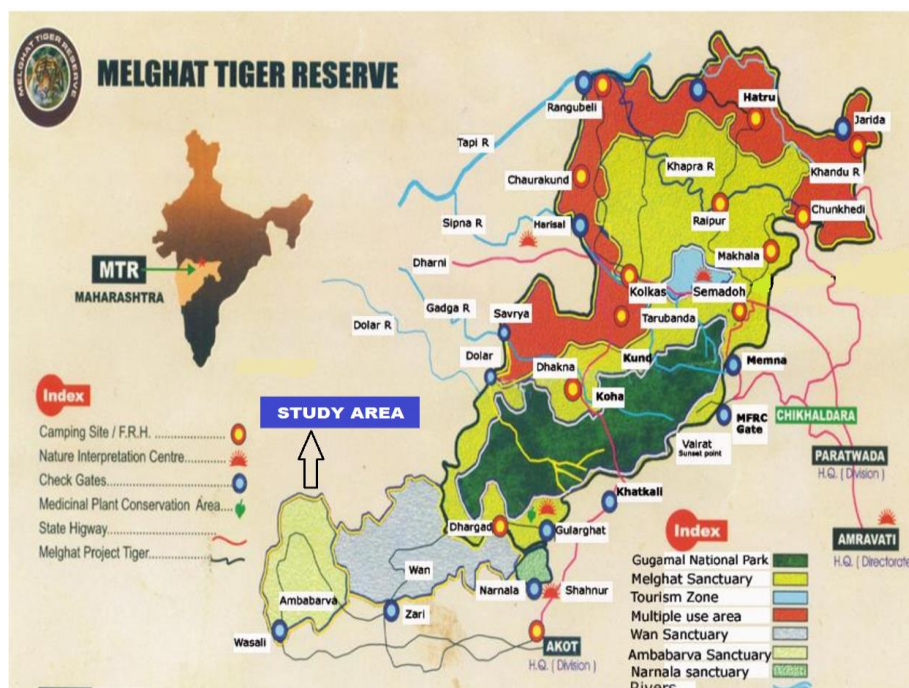 MELGHAT TIGER RESERVE
MELGHAT TIGER RESERVE
MTR
MAHARASHTRA
Index
Camping Site / F.R.H.
Nature Interpretation Centre
Check Gates
Medicinal Plant Conservation Area
State Higway
Melghat Project Tiger
STUDY AREA
Rangubeli
Hatru
Jarida
Tapi R
Khapra R
Khandu R
Chaurakund
Raipur
Chunkhedi
Sipna R
Harisal
Makhala
Dharni
Kolkas
Semadoh
Gadga R
Savrya
Tarubanda
Dolar R
Dolar
Kund
Memna
Dhakna
Koha
MFRC
Gate
CHIKHALDARA
Vairat
Sunset point
PARATWADA
H.Q. ( Division )
Khatkali
Dhargad
Gularghat
AMRAVATI
H.Q. ( Directorate
Wan
Narnala
Shahnur
Ambabarva
Zari
Wasali
AKOT
H.Q. ( Division )
Index
Gugamal National Park
Melghat Sanctuary
Tourism Zone
Multiple use area
Wan Sanctuary
Ambabarva Sanctuary
Narnala sanctuary
Rivers